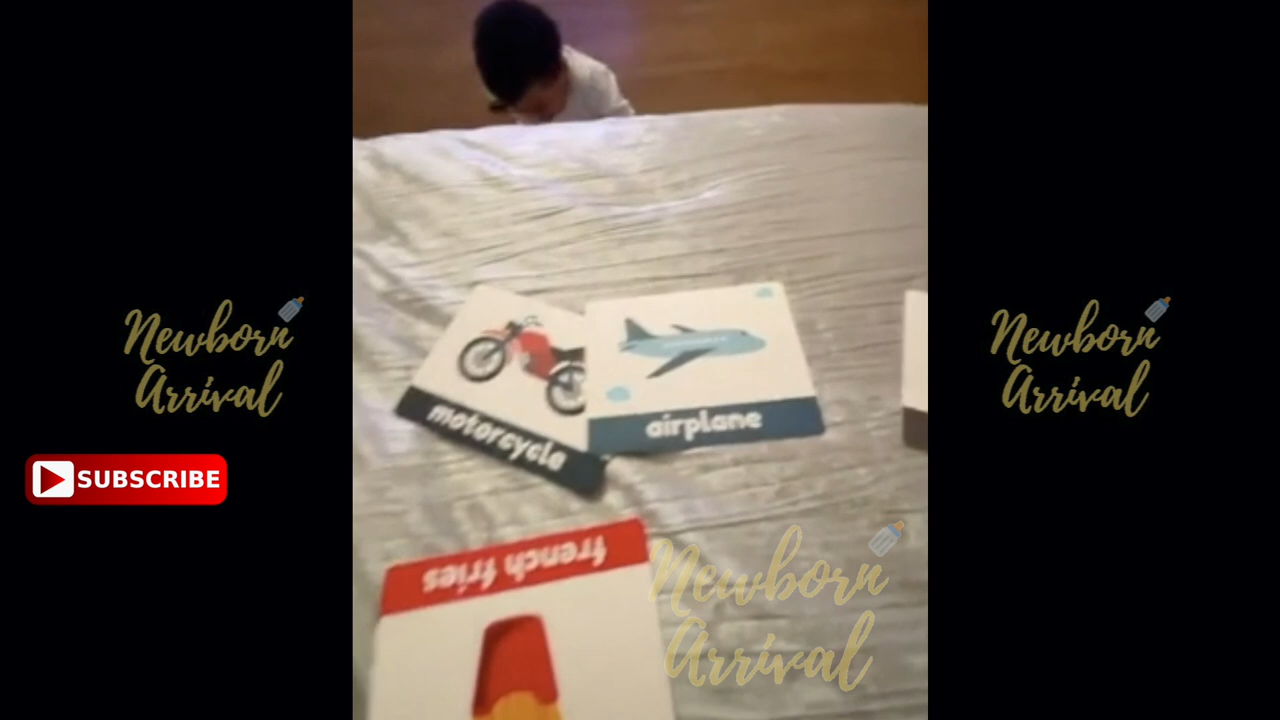 Newborn
Arrival
SUBSCRIBE
motorcycle
airplane
french fries
Newborn
Arrival
Newborn
Arrival